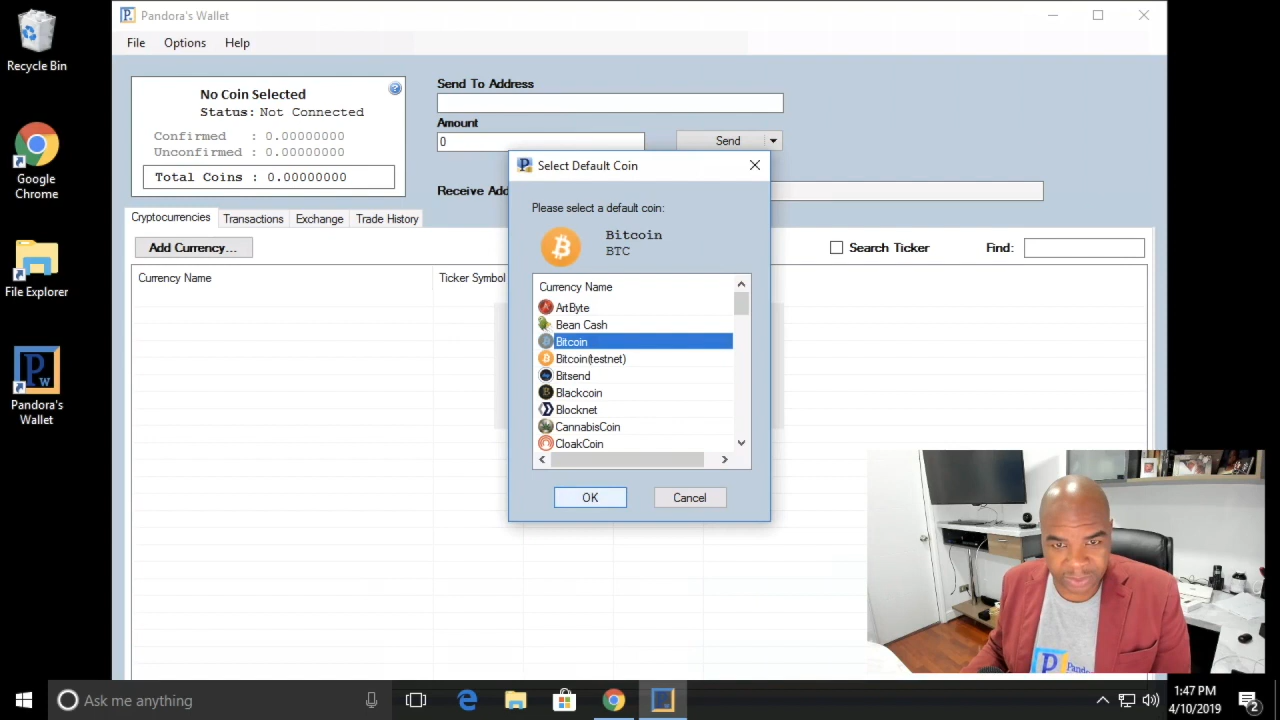 Recycle Bin
Google
Chrome
File Explorer
Pandora's
Wallet
Pandora's Wallet
File Options Help
No Coin Selected
Status: Not Connected
Confirmed : 0.00000000
Unconfirmed : 0.00000000
Total Coins : 0.00000000
Send To Address
Amount
0
Send
Receive Add
Cryptocurrencies Transactions Exchange Trade History
Add Currency... Search Ticker Find:
Currency Name Ticker Symbol
Select Default Coin
Please select a default coin:
Bitcoin
BTC
Currency Name
ArtByte
Bean Cash
Bitcoin
Bitcoin(testnet)
Bitsend
Blackcoin
Blocknet
CannabisCoin
CloakCoin
OK Cancel
Pando
Ask me anything
1:47 PM
4/10/2019
2